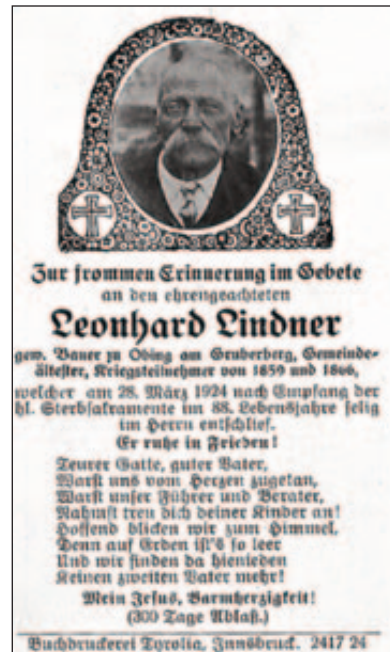 Zur frommen Erinnerung im Gebete
an den ehrengeachteten
Leonhard Lindner
gew. Bauer zu Obing am Gruberberg, Gemeinde-
ältester, Kriegsteilnehmer von 1859 und 1866,
welcher am 28. März 1924 nach Empfang der
hl. Sterbsakramente im 88. Lebensjahre selig
im Herrn entschlief.
Er ruhe in Frieden!
Teurer Gatte, guter Vater,
Warst uns vom Herzen zugetan,
Warst unser Führer und Berater,
Nahmst treu dich deiner Kinder an!
Hoffend blicken wir zum Himmel,
Denn auf Erden ist's so leer
Und wir finden da hienieden
Keinen zweiten Vater mehr!
Mein Jesus, Barmherzigkeit!
(300 Tage Ablaß.)
Buchdruckerei Tyrolia, Innsbruck. 2417 24